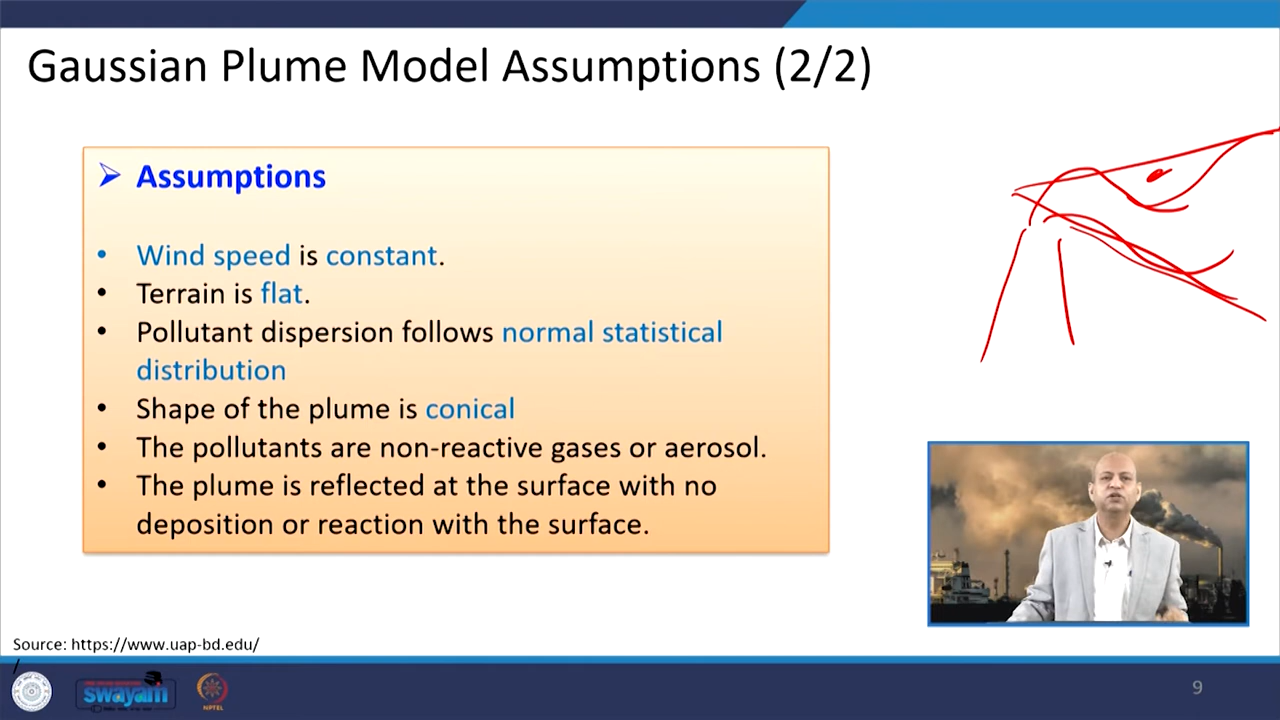 Gaussian Plume Model Assumptions (2/2)
➢ Assumptions
• Wind speed is constant.
• Terrain is flat.
• Pollutant dispersion follows normal statistical
distribution
• Shape of the plume is conical
• The pollutants are non-reactive gases or aerosol.
• The plume is reflected at the surface with no
deposition or reaction with the surface.
Source: https://www.uap-bd.edu/
/
swayam
NPTEL
9